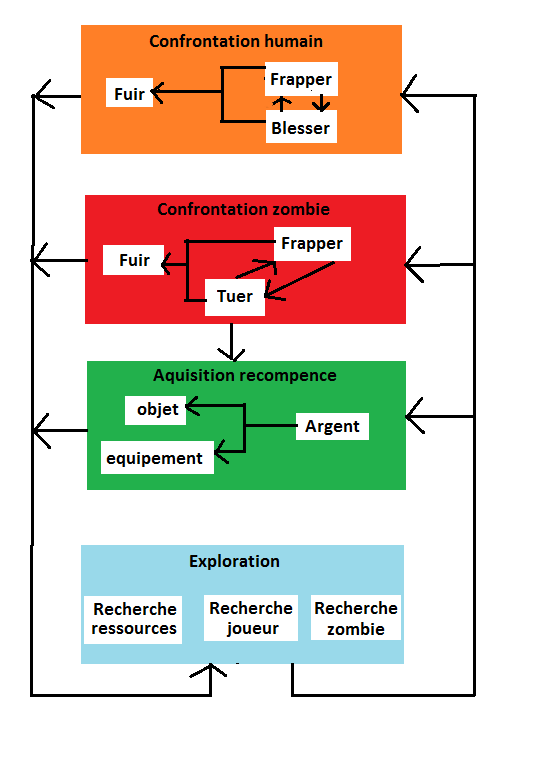 Confrontation humain
Frapper
Fuir
Blesser
Confrontation zombie
Frapper
Fuir
Tuer
Aquisition recompence
objet
Argent
equipement
Exploration
Recherche
ressources
Recherche
joueur
Recherche
zombie